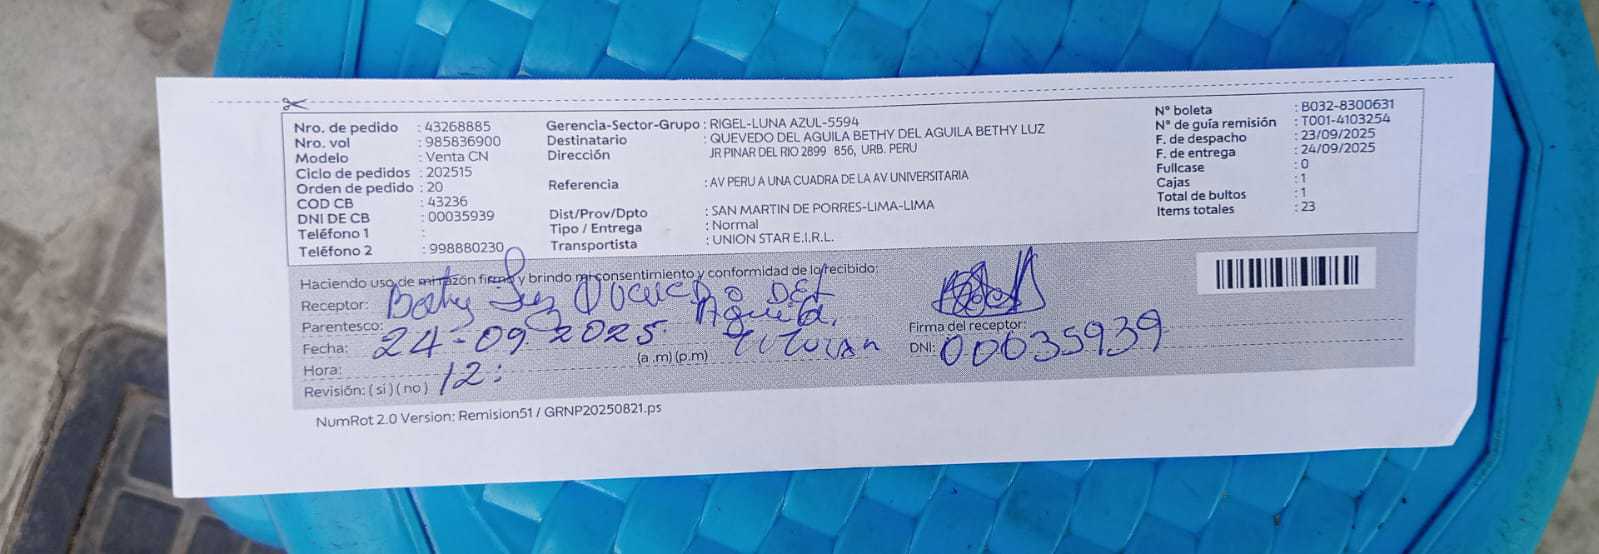 Nro. de pedido : 43268885
Nro. vol : 985836900
Modelo : Venta CN
Ciclo de pedidos : 202515
Orden de pedido : 20
COD CB : 43236
DNI DE CB : 00035939
Teléfono 1 :
Teléfono 2 : 998880230
Gerencia-Sector-Grupo : RIGEL-LUNA AZUL-5594
Destinatario : QUEVEDO DEL AGUILA BETHY DEL AGUILA BETHY LUZ
Dirección JR PINAR DEL RIO 2899 856, URB. PERU
Referencia : AV PERU A UNA CUADRA DE LA AV UNIVERSITARIA
Dist/Prov/Dpto : SAN MARTIN DE PORRES-LIMA-LIMA
Tipo / Entrega : Normal
Transportista : UNION STAR E.I.R.L.
N° boleta : B032-8300631
N° de guía remisión : T001-4103254
F. de despacho : 23/09/2025
F. de entrega : 24/09/2025
Fullcase : 0
Cajas : 1
Total de bultos : 1
Items totales : 23
Haciendo uso de mi razón firmo y brindo mi consentimiento y conformidad de lo recibido:
Receptor: Bethy Luz Quevedo DEL
Aguila
Parentesco: Titular
Fecha: 24-09-2025
Hora: 12: (a .m) (p.m)
Revisión: ( si ) ( no )
Firma del receptor:
DNI: 00035939
NumRot 2.0 Version: Remision51 / GRNP20250821.ps